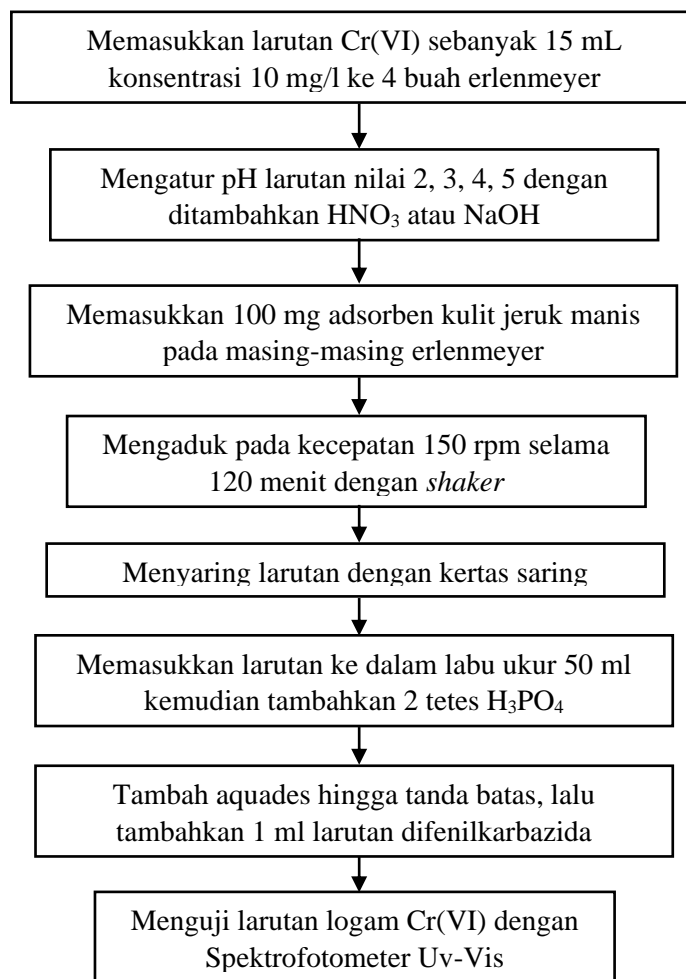 Memasukkan larutan Cr(VI) sebanyak 15 mL
konsentrasi 10 mg/l ke 4 buah erlenmeyer
Mengatur pH larutan nilai 2, 3, 4, 5 dengan
ditambahkan HNO₃ atau NaOH
Memasukkan 100 mg adsorben kulit jeruk manis
pada masing-masing erlenmeyer
Mengaduk pada kecepatan 150 rpm selama
120 menit dengan shaker
Menyaring larutan dengan kertas saring
Memasukkan larutan ke dalam labu ukur 50 ml
kemudian tambahkan 2 tetes H₃PO₄
Tambah aquades hingga tanda batas, lalu
tambahkan 1 ml larutan difenilkarbazida
Menguji larutan logam Cr(VI) dengan
Spektrofotometer Uv-Vis